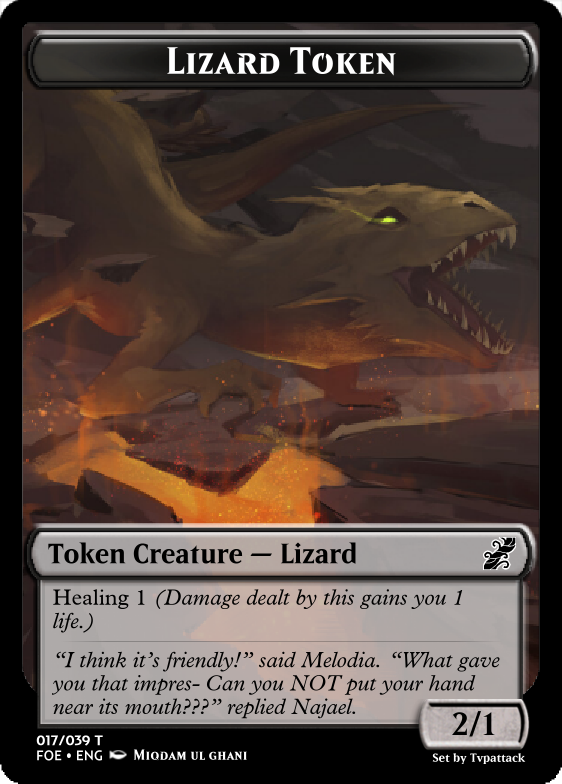 Lizard Token
Token Creature — Lizard
Healing 1 (Damage dealt by this gains you 1
life.)
“I think it’s friendly!” said Melodia. “What gave
you that impres- Can you NOT put your hand
near its mouth???” replied Najael.
2/1
017/039 T
FOE • ENG Miodam ul ghani
Set by Tvpattack